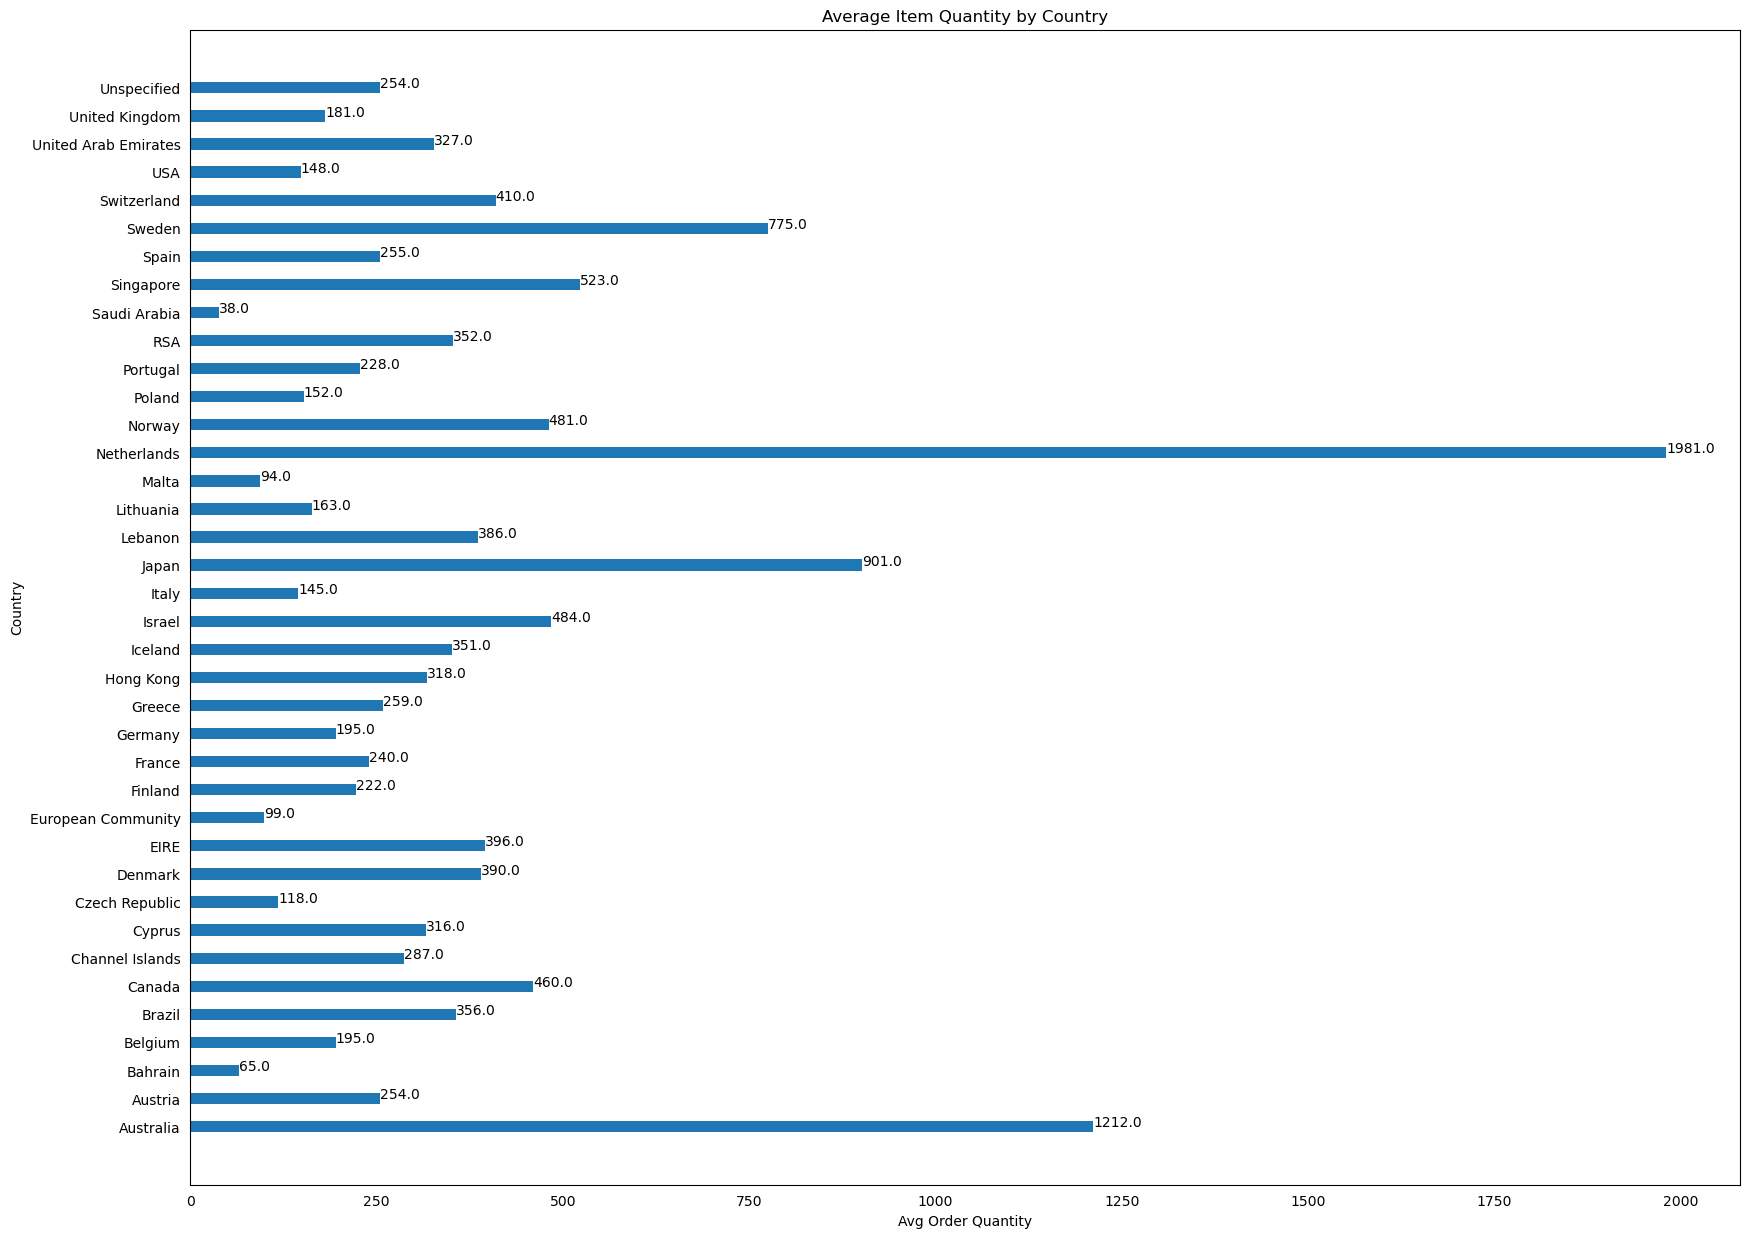 Average Item Quantity by Country
Unspecified 254.0
United Kingdom 181.0
United Arab Emirates 327.0
USA 148.0
Switzerland 410.0
Sweden 775.0
Spain 255.0
Singapore 523.0
Saudi Arabia 38.0
RSA 352.0
Portugal 228.0
Poland 152.0
Norway 481.0
Netherlands 1981.0
Malta 94.0
Lithuania 163.0
Lebanon 386.0
Japan 901.0
Italy 145.0
Israel 484.0
Iceland 351.0
Hong Kong 318.0
Greece 259.0
Germany 195.0
France 240.0
Finland 222.0
European Community 99.0
EIRE 396.0
Denmark 390.0
Czech Republic 118.0
Cyprus 316.0
Channel Islands 287.0
Canada 460.0
Brazil 356.0
Belgium 195.0
Bahrain 65.0
Austria 254.0
Australia 1212.0
Country
0 250 500 750 1000 1250 1500 1750 2000
Avg Order Quantity